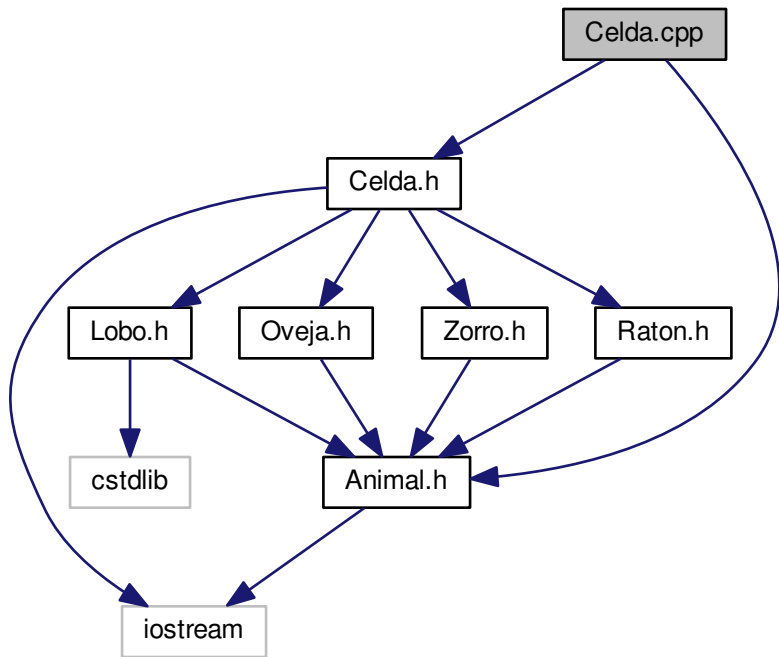 Celda.cpp
Celda.h
Lobo.h
Oveja.h
Zorro.h
Raton.h
cstdlib
Animal.h
iostream